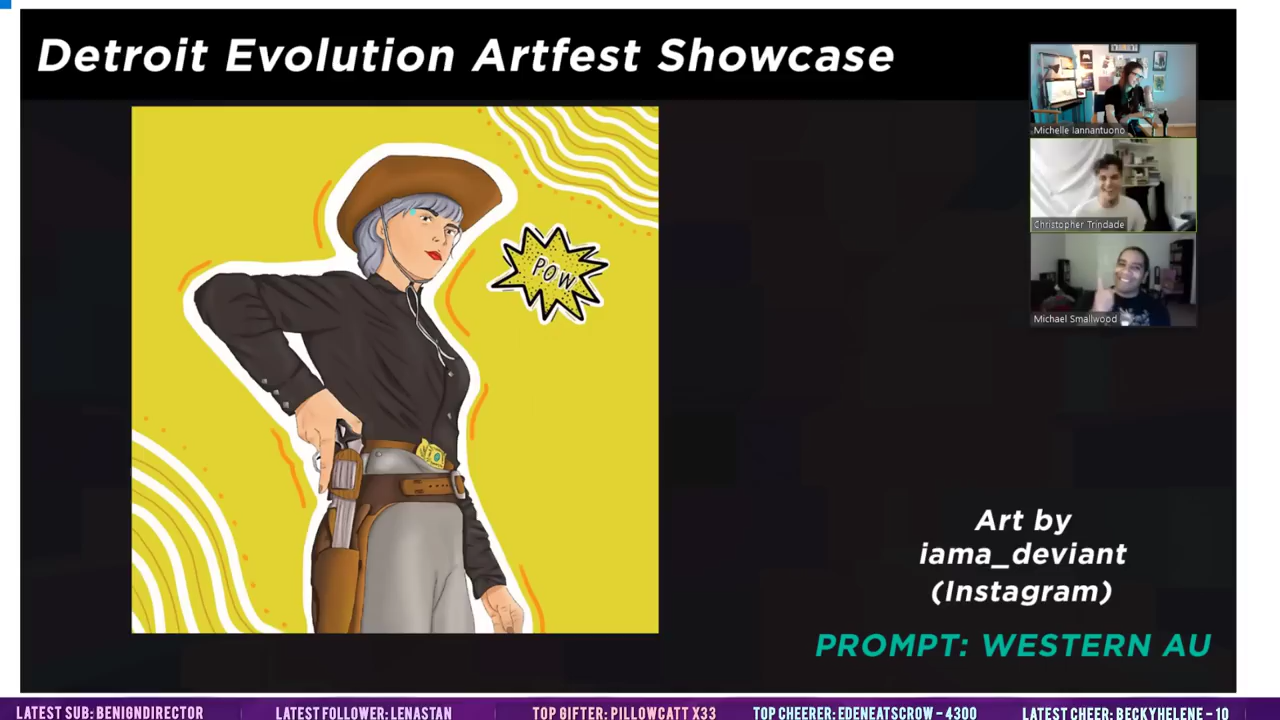 Detroit Evolution Artfest Showcase
Michelle Iannantuono
Christopher Trindade
POW
Michael Smallwood
Art by
iama_deviant
(Instagram)
PROMPT: WESTERN AU
LATEST SUB: BENIGNDIRECTOR
LATEST FOLLOWER: LENASTAN
TOP GIFTER: PILLOWCATT X33
TOP CHEERER: EDENEATSCROW - 4300
LATEST CHEER: BECKYHELENE - 10